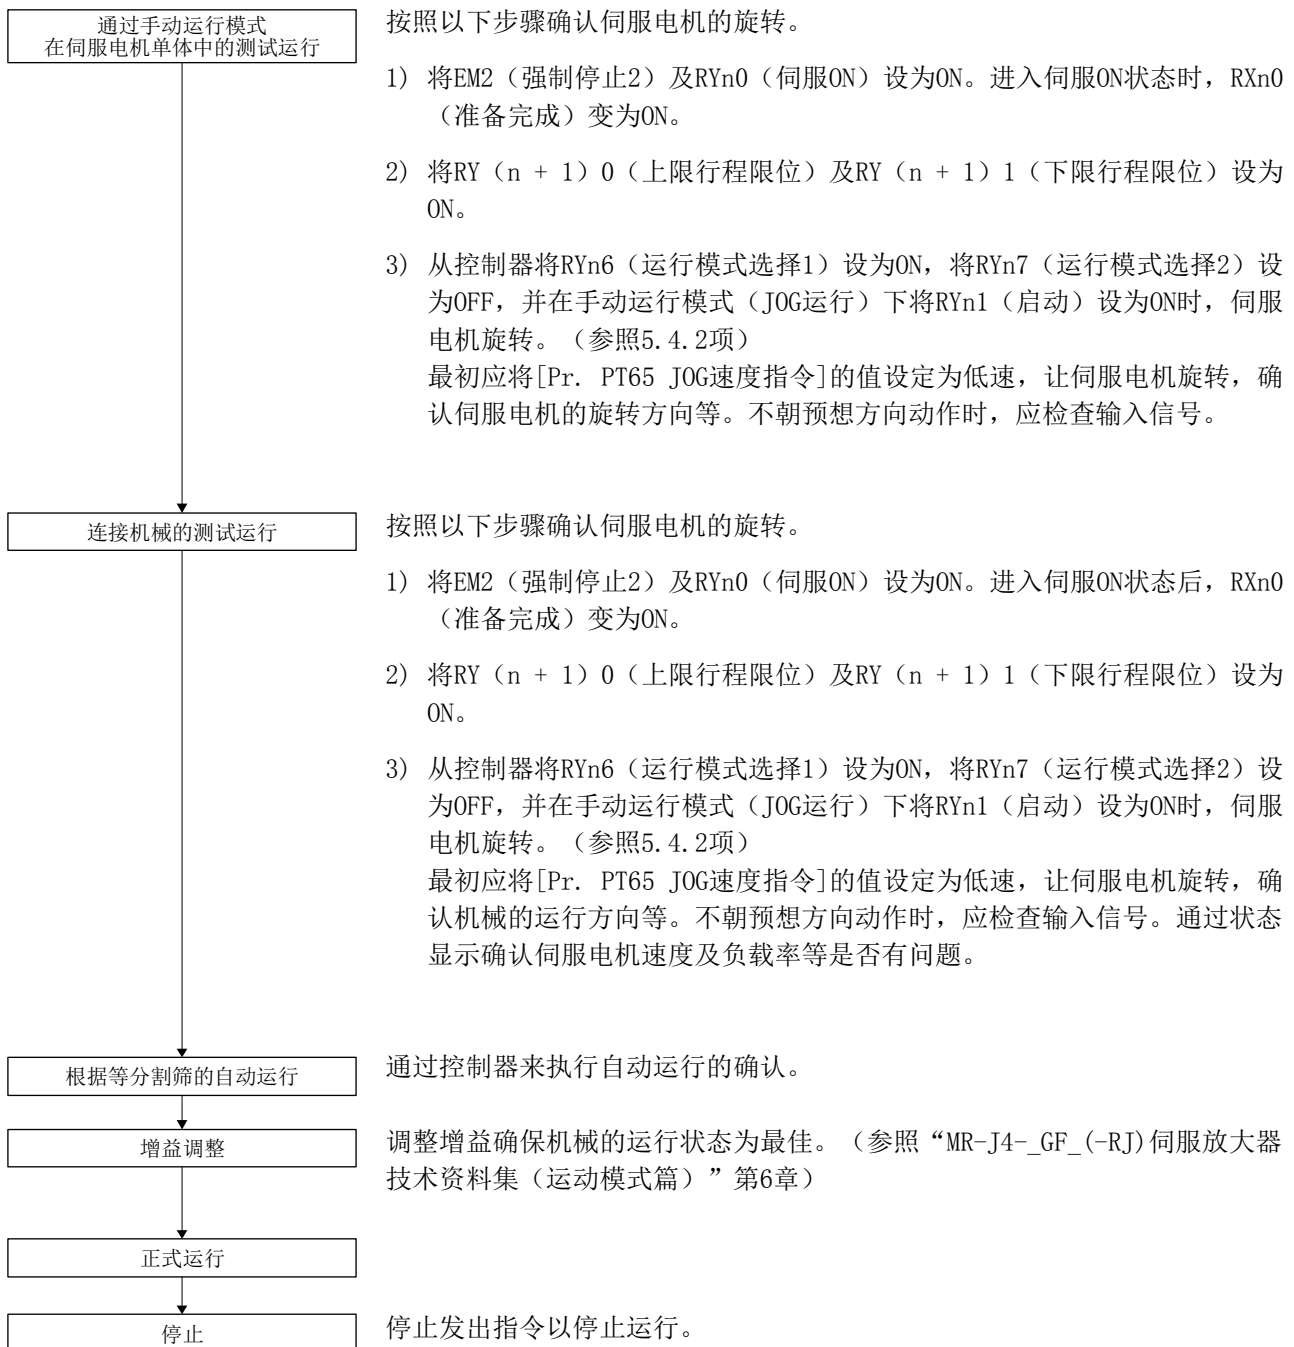 通过手动运行模式
在伺服电机单体中的测试运行
按照以下步骤确认伺服电机的旋转。
1) 将EM2（强制停止2）及RYn0（伺服ON）设为ON。进入伺服ON状态时，RXn0
（准备完成）变为ON。
2) 将RY（n + 1）0（上限行程限位）及RY（n + 1）1（下限行程限位）设为
ON。
3) 从控制器将RYn6（运行模式选择1）设为ON，将RYn7（运行模式选择2）设
为OFF，并在手动运行模式（JOG运行）下将RYn1（启动）设为ON时，伺服
电机旋转。（参照5.4.2项）
最初应将[Pr. PT65 JOG速度指令]的值设定为低速，让伺服电机旋转，确
认伺服电机的旋转方向等。不朝预想方向动作时，应检查输入信号。
连接机械的测试运行
按照以下步骤确认伺服电机的旋转。
1) 将EM2（强制停止2）及RYn0（伺服ON）设为ON。进入伺服ON状态后，RXn0
（准备完成）变为ON。
2) 将RY（n + 1）0（上限行程限位）及RY（n + 1）1（下限行程限位）设为
ON。
3) 从控制器将RYn6（运行模式选择1）设为ON，将RYn7（运行模式选择2）设
为OFF，并在手动运行模式（JOG运行）下将RYn1（启动）设为ON时，伺服
电机旋转。（参照5.4.2项）
最初应将[Pr. PT65 JOG速度指令]的值设定为低速，让伺服电机旋转，确
认机械的运行方向等。不朝预想方向动作时，应检查输入信号。通过状态
显示确认伺服电机速度及负载率等是否有问题。
根据等分割筛的自动运行
通过控制器来执行自动运行的确认。
增益调整
调整增益确保机械的运行状态为最佳。（参照“MR-J4-_GF_(-RJ)伺服放大器
技术资料集（运动模式篇）”第6章）
正式运行
停止
停止发出指令以停止运行。